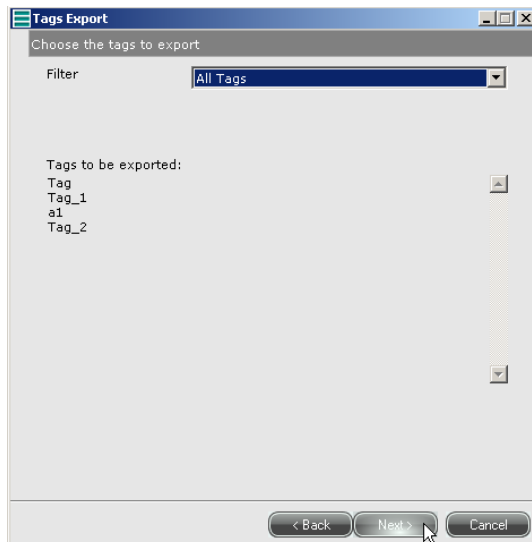 Tags Export
Choose the tags to export
Filter
All Tags
Tags to be exported:
Tag
Tag_1
a1
Tag_2
< Back
Next >
Cancel